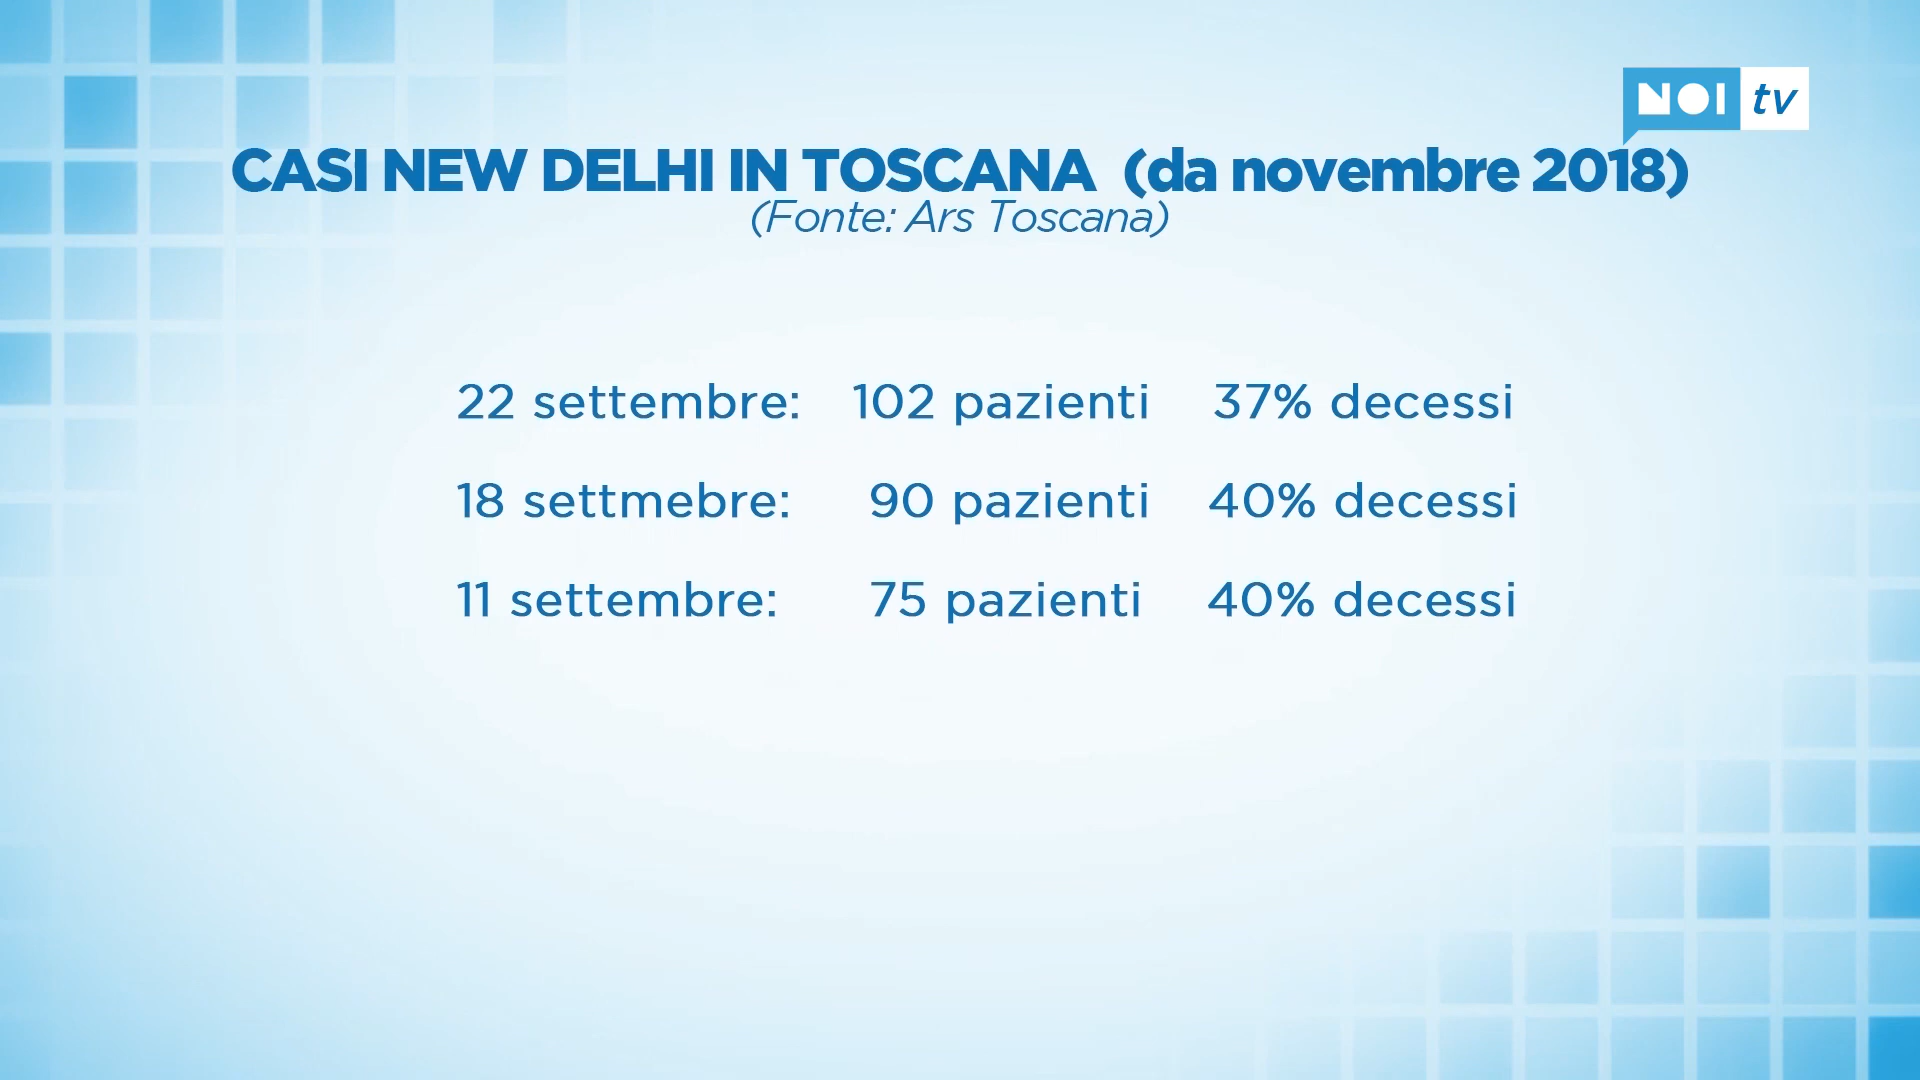 NOI tv
CASI NEW DELHI IN TOSCANA (da novembre 2018)
(Fonte: Ars Toscana)
22 settembre: 102 pazienti 37% decessi
18 settmebre: 90 pazienti 40% decessi
11 settembre: 75 pazienti 40% decessi